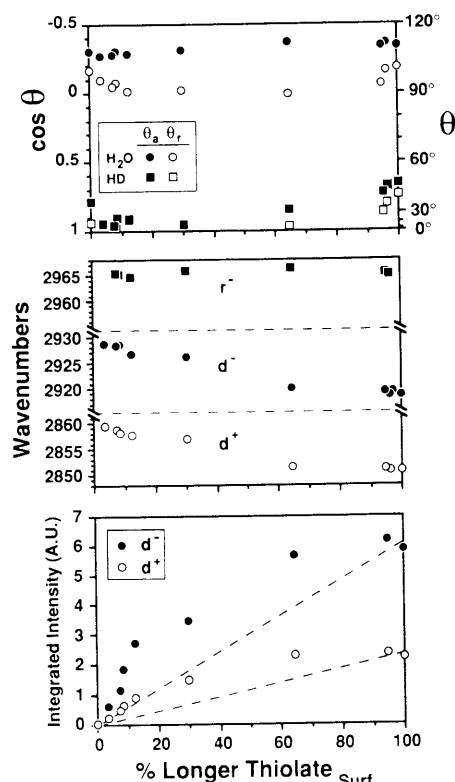 -0.5
0
0.5
1
cos θ
120°
90°
60°
30°
0°
θ
θa θr
H2O
HD
2965
2960
2930
2920
2860
2855
2850
Wavenumbers
r-
d-
d+
7
6
5
4
3
2
1
0
Integrated Intensity (A.U.)
d-
d+
0 20 40 60 80 100
% Longer Thiolate Surf